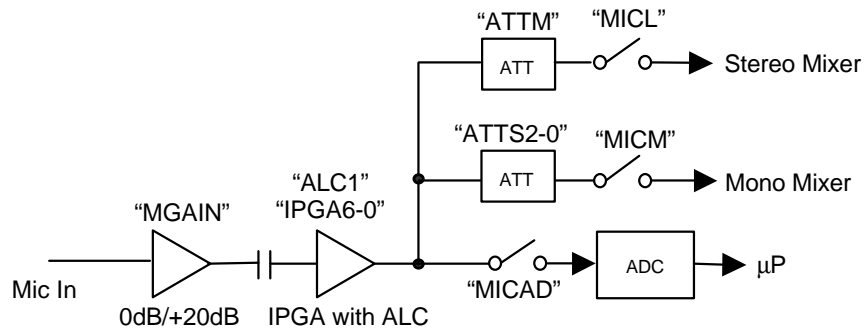 “ATTM” “MICL”
ATT
Stereo Mixer
“ATTS2-0” “MICM”
ATT
Mono Mixer
“ALC1”
“MGAIN” “IPGA6-0”
ADC
μP
Mic In
“MICAD”
0dB/+20dB IPGA with ALC